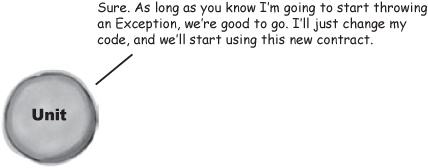 Sure. As long as you know I'm going to start throwing
an Exception, we're good to go. I'll just change my
code, and we'll start using this new contract.
Unit